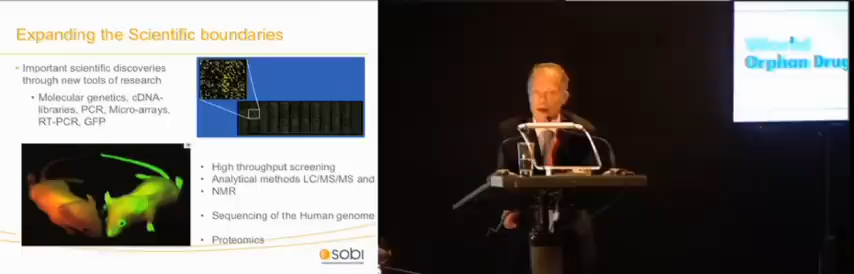 Expanding the Scientific boundaries
Important scientific discoveries
through new tools of research
Molecular genetics, cDNA-
libraries, PCR, Micro-arrays,
RT-PCR, GFP
High throughput screening
Analytical methods LC/MS/MS and
NMR
Sequencing of the Human genome
Proteomics
sobi
World
Orphan Drug